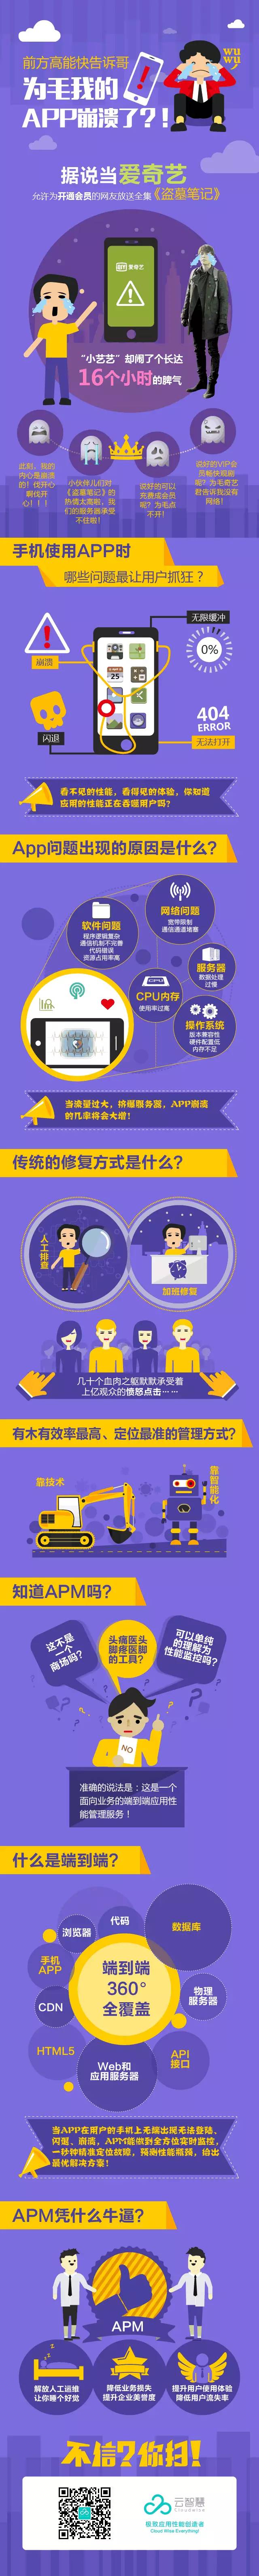 前方高能快告诉哥
为毛我的
APP崩溃了?!
wu
wu
据说当爱奇艺
允许为开通会员的网友放送全集《盗墓笔记》
爱奇艺
“小艺艺”却闹了个长达
16个小时的脾气
此刻，我的
内心是崩溃
的！伐开心
啊伐开
心！！！
小伙伴儿们对
《盗墓笔记》的
热情太高啦，我
们的服务器承受
不住啦！
说好的可以
充费成会员
呢？为毛点
不开！
说好的VIP会
员畅快观剧
呢？为毛爱奇
君告诉我没有
网络！
手机使用APP时
哪些问题最让用户抓狂？
崩溃
闪退
25
无限缓冲
0%
404
ERROR
无法打开
看不见的性能，看得见的体验，你知道
应用的性能正在吞噬用户吗？
App问题出现的原因是什么?
软件问题
程序逻辑复杂
通信机制不完善
代码错误
资源占用率高
网络问题
宽带限制
通信通道堵塞
服务器
数据处理
过慢
CPU
CPU内存
使用率过高
操作系统
版本兼容性
硬件配置低
内存不足
当流量过大，挤爆服务器，APP崩溃
的几率将会大增！
传统的修复方式是什么?
人工排查
加班修复
几十个血肉之躯默默承受着
上亿观众的愤怒点击……
有木有效率最高、定位最准的管理方式?
靠技术
靠智能化
知道APM吗?
这不是
一个
商场吗?
头痛医头
脚疼医脚
的工具?
可以单纯
的理解为
性能监控吗?
NO
准确的说法是：这是一个
面向业务的端到端应用性
能管理服务！
什么是端到端?
代码
浏览器
数据库
手机
APP
端到端
360°
全覆盖
CDN
物理
服务器
HTML5
API
接口
Web和
应用服务器
当APP在用户的手机上无端出现无法登陆、
闪退、崩溃，APM能做到全方位实时监控，
一秒钟精准定位故障，预测性能瓶颈，给出
最优解决方案！
APM凭什么牛逼?
APM
解放人工运维
让你睡个好觉
降低业务损失
提升企业美誉度
提升用户使用体验
降低用户流失率
不信?你扫!
云智慧
Cloudwise
极致应用性能创造者
Cloud Wise Everything!